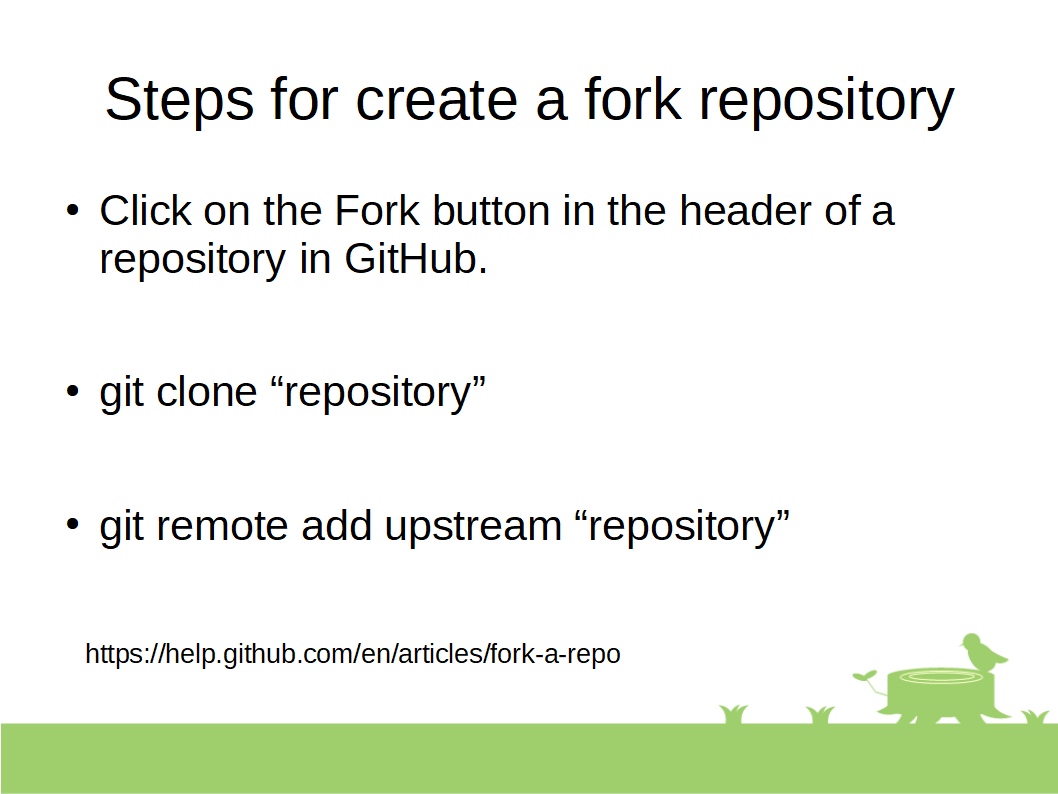 Steps for create a fork repository
• Click on the Fork button in the header of a
repository in GitHub.
• git clone “repository”
• git remote add upstream “repository”
https://help.github.com/en/articles/fork-a-repo